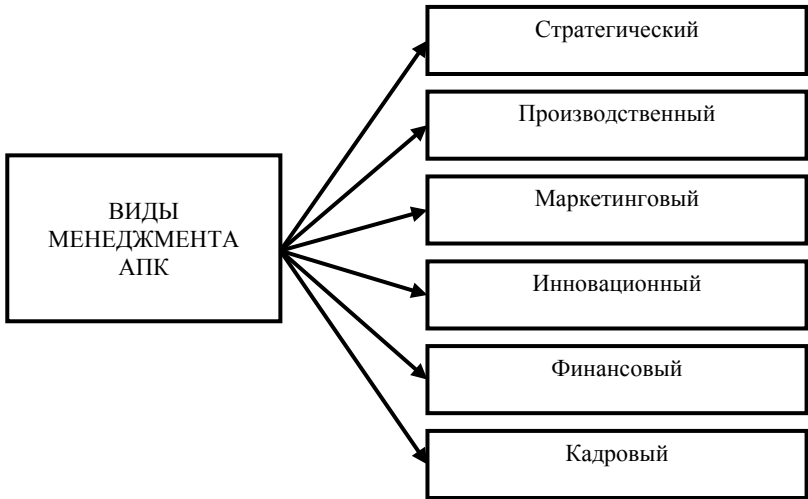 Стратегический
Производственный
ВИДЫ
МЕНЕДЖМЕНТА
АПК
Маркетинговый
Инновационный
Финансовый
Кадровый